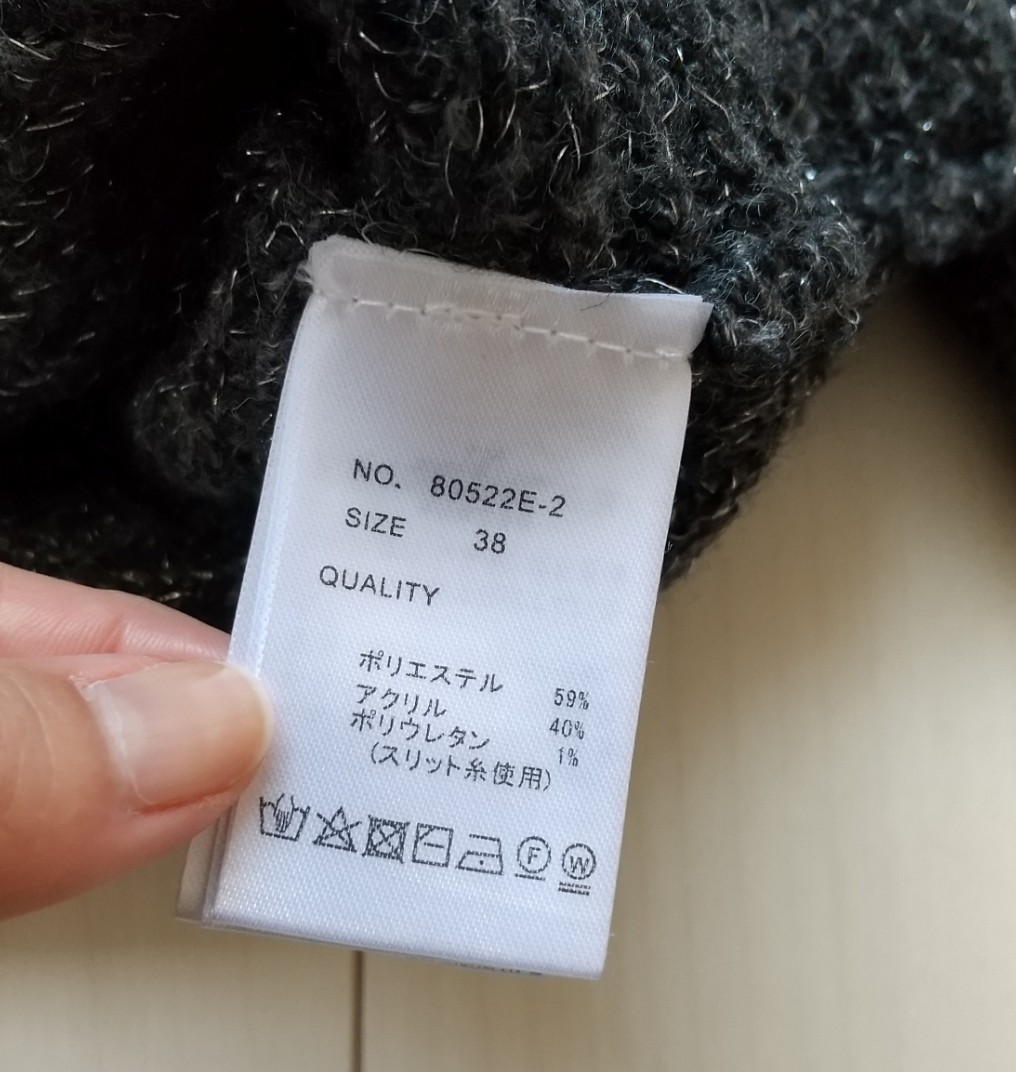 NO. 80522E-2
SIZE 38
QUALITY
ポリエステル 59%
アクリル 40%
ポリウレタン 1%
(スリット糸使用)
F W